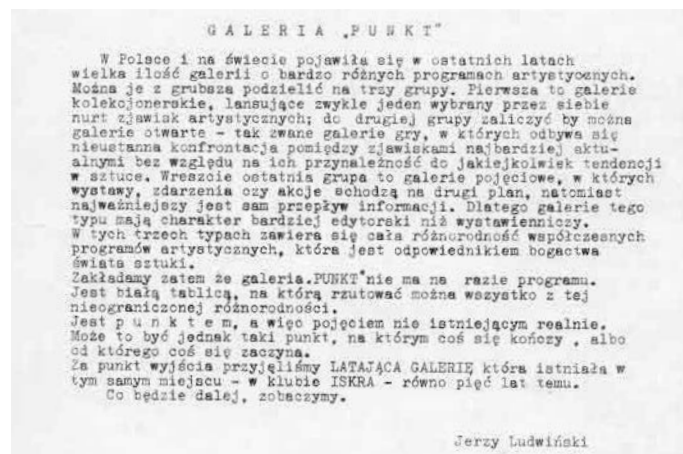 GALERIA „PUNKT"
W Polsce i na świecie pojawiła się w ostatnich latach
wielka ilość galerii o bardzo różnych programach artystycznych.
Można je z grubsza podzielić na trzy grupy. Pierwsza to galerie
kolekcjonerskie, lansujące zwykle jeden wybrany przez siebie
nurt zjawisk artystycznych; do drugiej grupy zaliczyć by można
galerie otwarte - tak zwane galerie gry, w których odbywa się
nieustanna konfrontacja pomiędzy zjawiskami najbardziej aktu-
alnymi bez względu na ich przynależność do jakiejkolwiek tendencji
w sztuce. Wreszcie ostatnia grupa to galerie pojęciowe, w których
wystawy, zdarzenia czy akcje schodzą na drugi plan, natomiast
najważniejszy jest sam przepływ informacji. Dlatego galerie tego
typu mają charakter bardziej edytorski niż wystawienniczy.
W tych trzech typach zawiera się cała różnorodność współczesnych
programów artystycznych, która jest odpowiednikiem bogactwa
świata sztuki.
Zakładamy zatem że galeria „PUNKT" nie ma na razie programu.
Jest białą tablicą, na którą rzutować można wszystko z tej
nieograniczonej różnorodności.
Jest p u n k t e m, a więc pojęciem nie istniejącym realnie.
Może to być jednak taki punkt, na którym coś się kończy , albo
od którego coś się zaczyna.
Za punkt wyjścia przyjęliśmy LATAJĄCA GALERIĘ która istniała w
tym samym miejscu - w klubie ISKRA - równo pięć lat temu.
Co będzie dalej, zobaczymy.
Jerzy Ludwiński